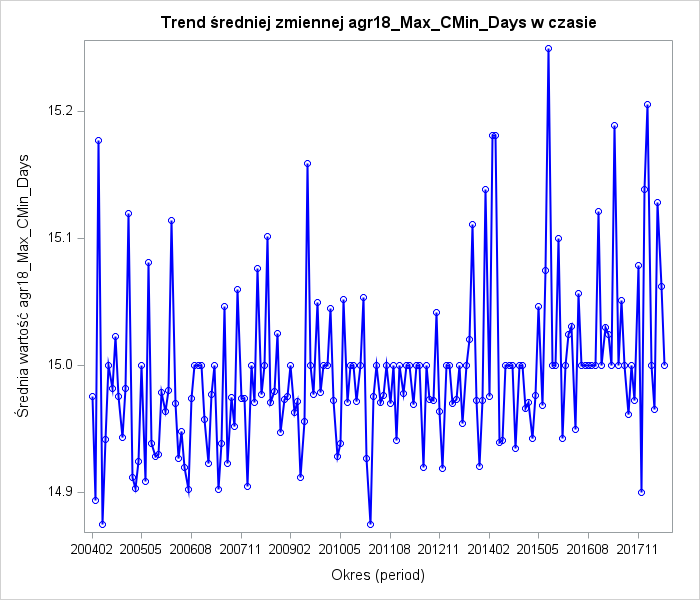 Trend średniej zmiennej agr18_Max_CMin_Days w czasie
Średnia wartość agr18_Max_CMin_Days
15.2
15.1
15.0
14.9
200402 200505 200608 200711 200902 201005 201108 201211 201402 201505 201608 201711
Okres (period)